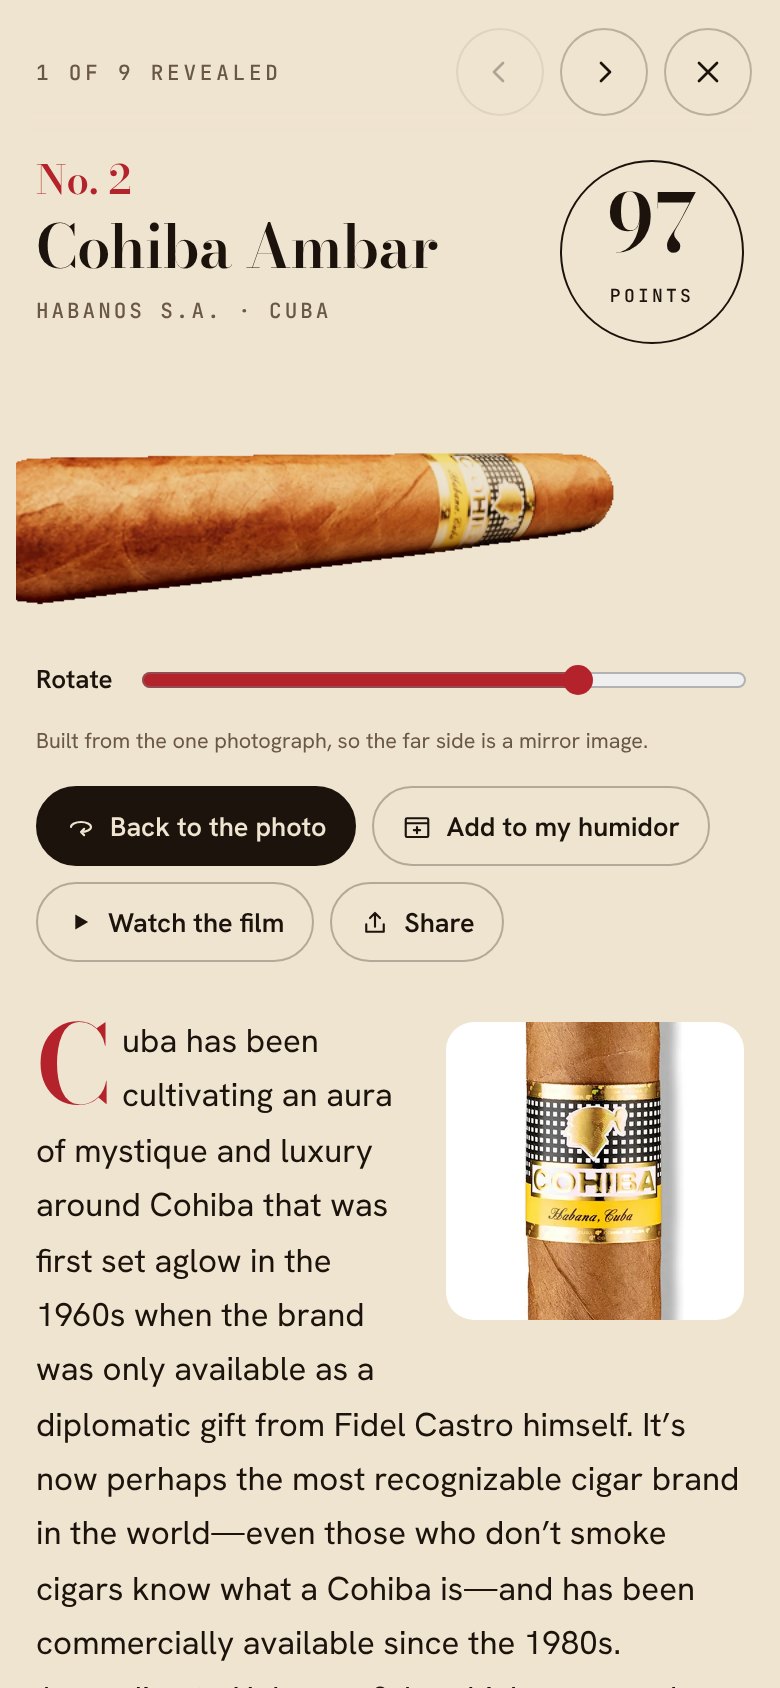 1 OF 9 REVEALED
No. 2
Cohiba Ambar
HABANOS S.A. · CUBA
97
POINTS
Habana, Cuba
Rotate
Built from the one photograph, so the far side is a mirror image.
Back to the photo
Add to my humidor
Watch the film
Share
Cuba has been
cultivating an aura
of mystique and luxury
around Cohiba that was
first set aglow in the
1960s when the brand
was only available as a
COHIBA
Habana, Cuba
diplomatic gift from Fidel Castro himself. It’s
now perhaps the most recognizable cigar brand
in the world—even those who don’t smoke
cigars know what a Cohiba is—and has been
commercially available since the 1980s.